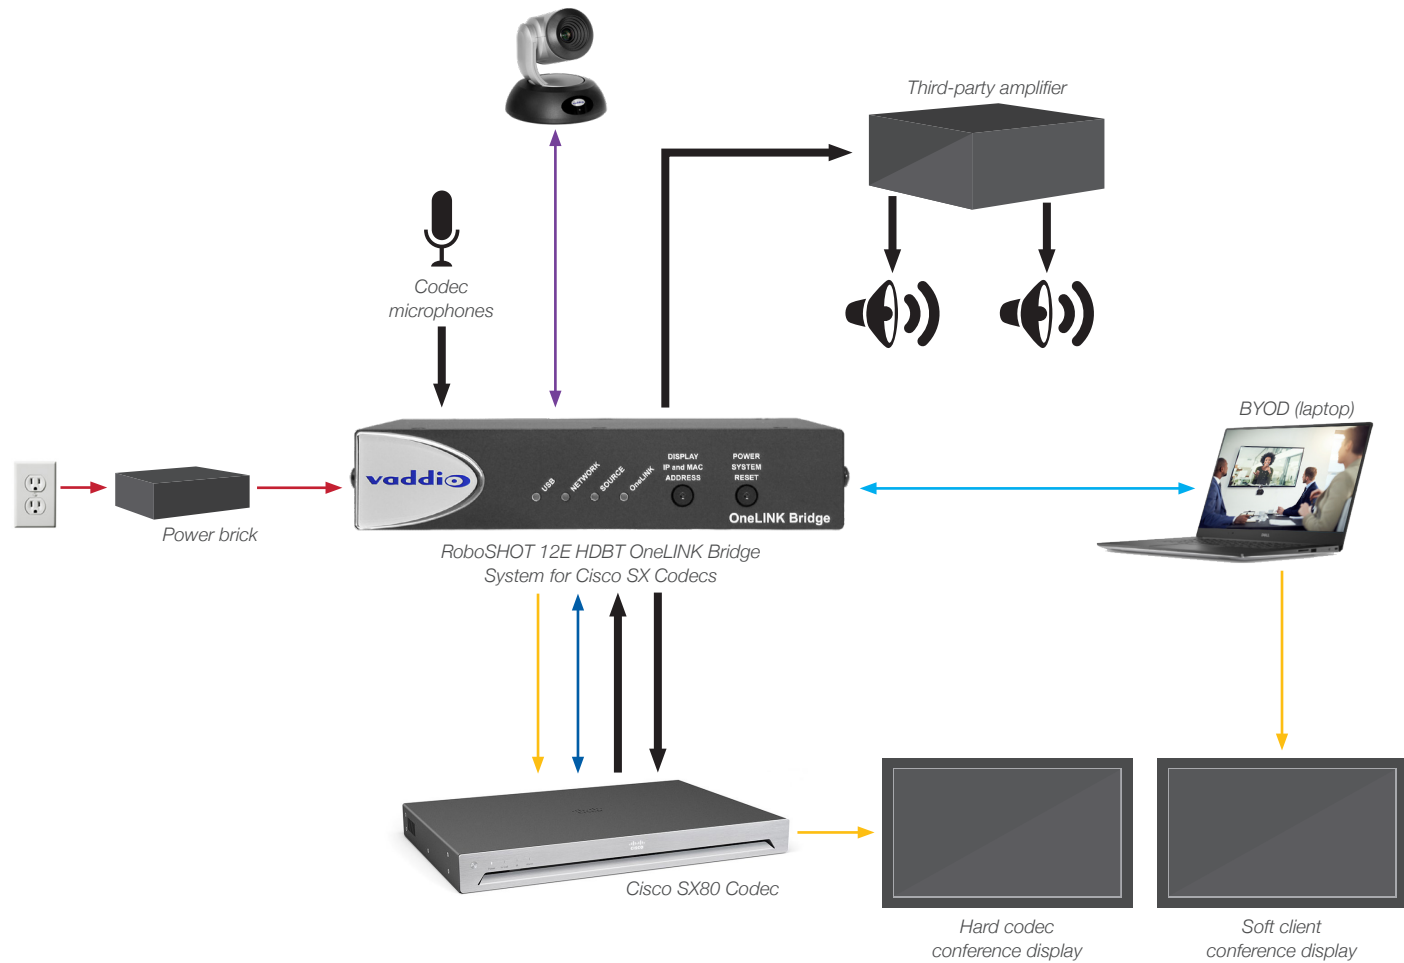 Third-party amplifier
Codec
microphones
BYOD (laptop)
vaddio
USB
NETWORK
SOURCE
OneLINK
DISPLAY
IP and MAC
ADDRESS
POWER
SYSTEM
RESET
OneLINK Bridge
Power brick
RoboSHOT 12E HDBT OneLINK Bridge
System for Cisco SX Codecs
Cisco SX80 Codec
Hard codec
conference display
Soft client
conference display